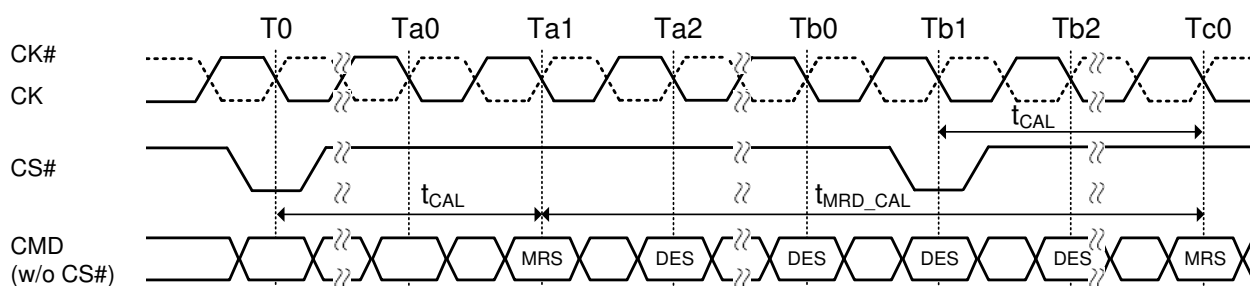 T0 Ta0 Ta1 Ta2 Tb0 Tb1 Tb2 Tc0
CK#
CK
tCAL
CS#
tCAL tMRD_CAL
CMD MRS DES DES DES DES MRS
(w/o CS#)